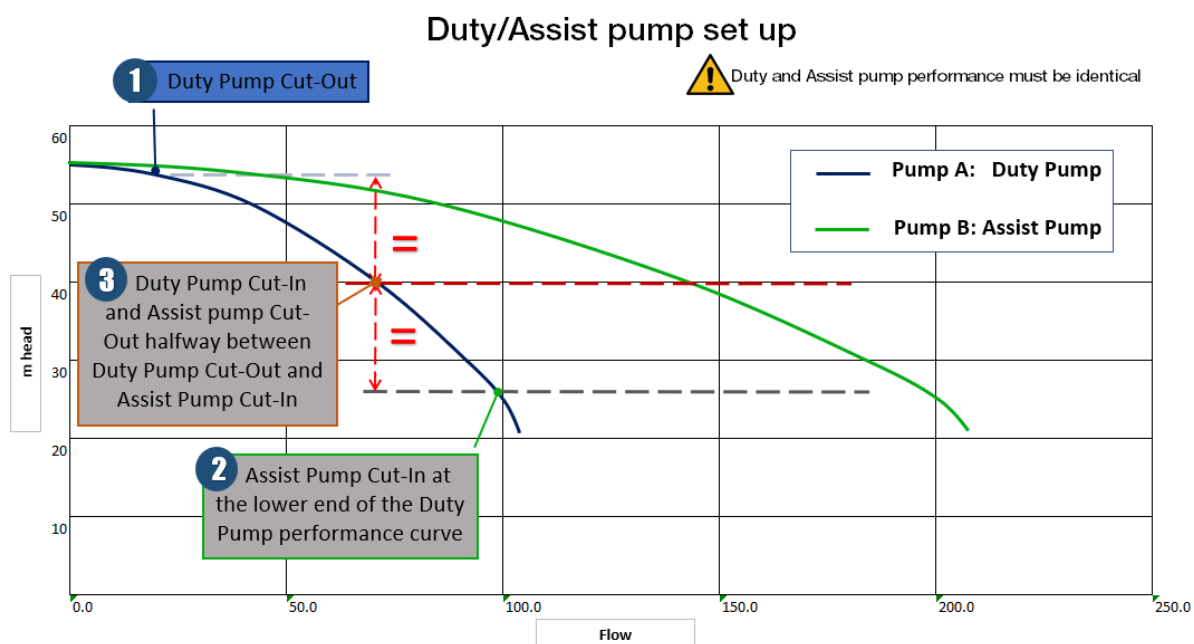 Duty/Assist pump set up
Duty and Assist pump performance must be identical
1 Duty Pump Cut-Out
60
50
40
30
20
10
m head
Pump A: Duty Pump
Pump B: Assist Pump
=
=
3 Duty Pump Cut-In
and Assist pump Cut-
Out halfway between
Duty Pump Cut-Out and
Assist Pump Cut-In
2 Assist Pump Cut-In at
the lower end of the Duty
Pump performance curve
0.0 50.0 100.0 150.0 200.0 250.0
Flow